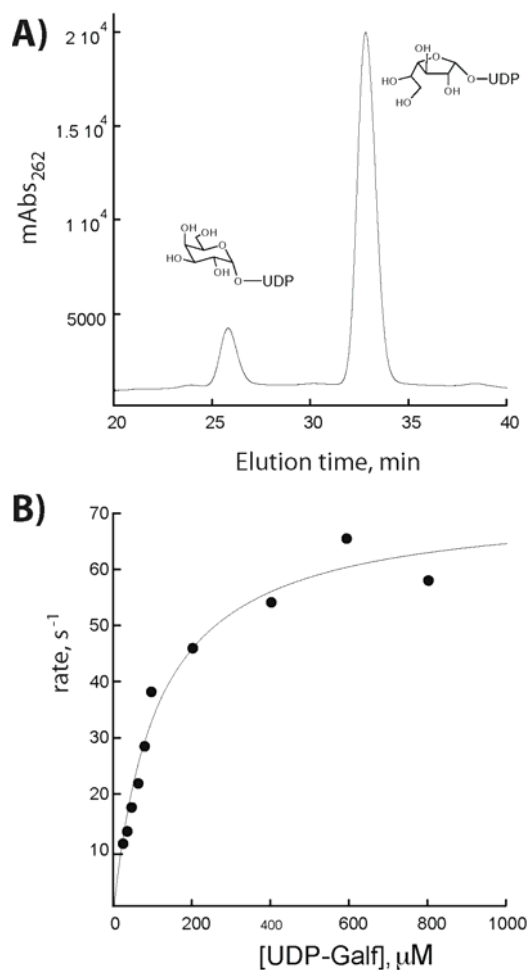 A)
2 10⁴
1.5 10⁴
1 10⁴
5000
mAbs₂₆₂
OH
OH
O
HO
OH
O
UDP
OH
O
OH
HO
HO
OH
O
UDP
20
25
30
35
40
Elution time, min
B)
70
60
50
40
30
20
10
rate, s⁻¹
0
200
400
600
800
1000
[UDP-Galf], μM